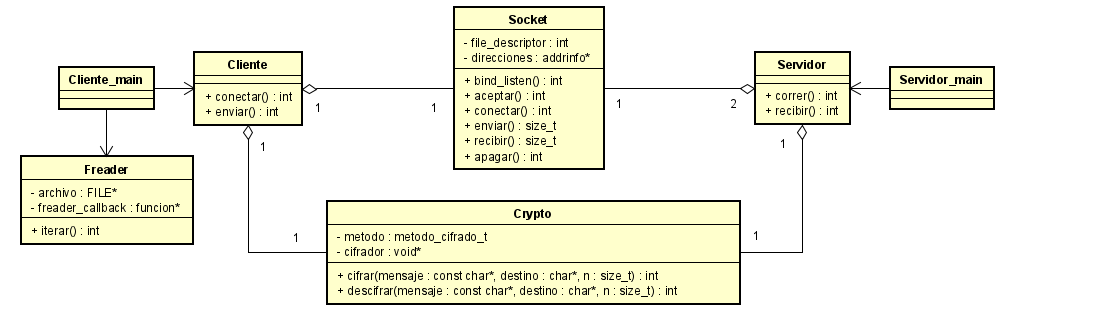 Cliente_main
Cliente
+ conectar() : int
+ enviar() : int
1
1
Freader
- archivo : FILE*
- freader_callback : funcion*
+ iterar() : int
Socket
- file_descriptor : int
- direcciones : addrinfo*
+ bind_listen() : int
+ aceptar() : int
+ conectar() : int
+ enviar() : size_t
+ recibir() : size_t
+ apagar() : int
1
1
Servidor
+ correr() : int
+ recibir() : int
2
1
Servidor_main
Crypto
- metodo : metodo_cifrado_t
- cifrador : void*
+ cifrar(mensaje : const char*, destino : char*, n : size_t) : int
+ descifrar(mensaje : const char*, destino : char*, n : size_t) : int
1
1